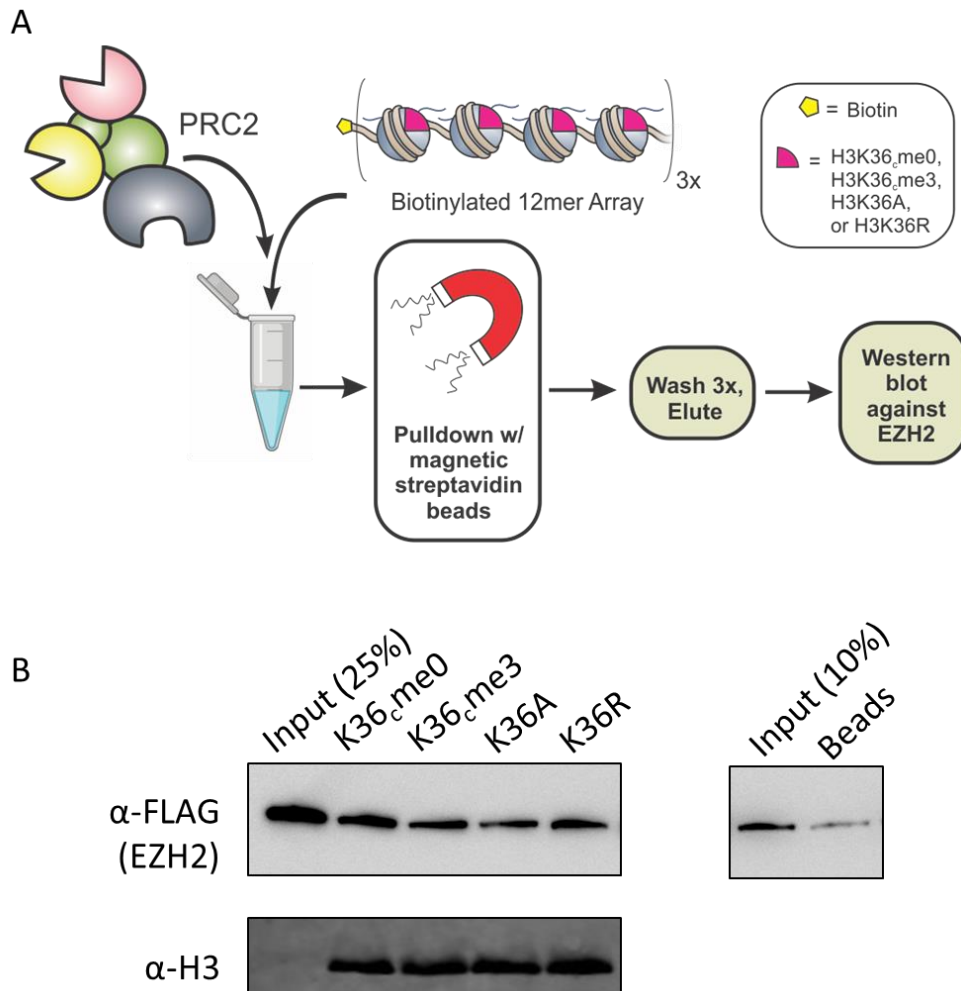 A
PRC2
3x
Biotinylated 12mer Array
= Biotin
= H3K36cme0,
H3K36cme3,
H3K36A,
or H3K36R
Pulldown w/
magnetic
streptavidin
beads
Wash 3x,
Elute
Western
blot
against
EZH2
B
Input (25%)
K36cme0
K36cme3
K36A
K36R
Input (10%)
Beads
α-FLAG
(EZH2)
α-H3